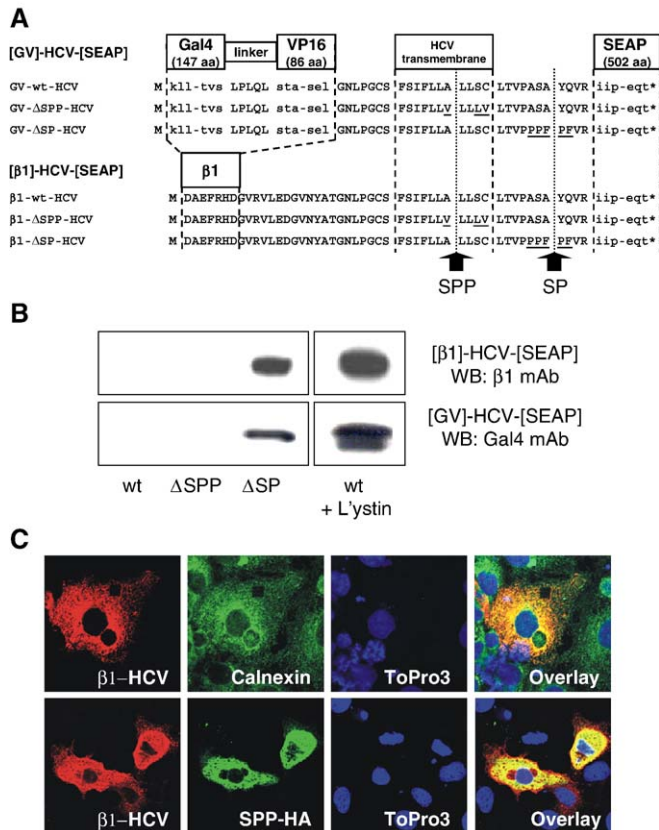 A
[GV]-HCV-[SEAP] Gal4 (147 aa) linker VP16 (86 aa) HCV transmembrane SEAP (502 aa)
GV-wt-HCV M kll-tvs LPLQL sta-sel GNLPGCS FSIFLLA LLSC LTVPASA YQVR iip-eqt*
GV-ΔSPP-HCV M kll-tvs LPLQL sta-sel GNLPGCS FSIFLLV LLLV LTVPASA YQVR iip-eqt*
GV-ΔSP-HCV M kll-tvs LPLQL sta-sel GNLPGCS FSIFLLA LLSC LTVPPPF PFVR iip-eqt*
[β1]-HCV-[SEAP] β1
β1-wt-HCV M DAEFRHDGVRVLEDGVNYATGNLPGCS FSIFLLA LLSC LTVPASA YQVR iip-eqt*
β1-ΔSPP-HCV M DAEFRHDGVRVLEDGVNYATGNLPGCS FSIFLLV LLLV LTVPASA YQVR iip-eqt*
β1-ΔSP-HCV M DAEFRHDGVRVLEDGVNYATGNLPGCS FSIFLLA LLSC LTVPPPF PFVR iip-eqt*
SPP SP
B
[β1]-HCV-[SEAP]
WB: β1 mAb
[GV]-HCV-[SEAP]
WB: Gal4 mAb
wt ΔSPP ΔSP wt
+ L'ystin
C
β1–HCV Calnexin ToPro3 Overlay
β1–HCV SPP-HA ToPro3 Overlay